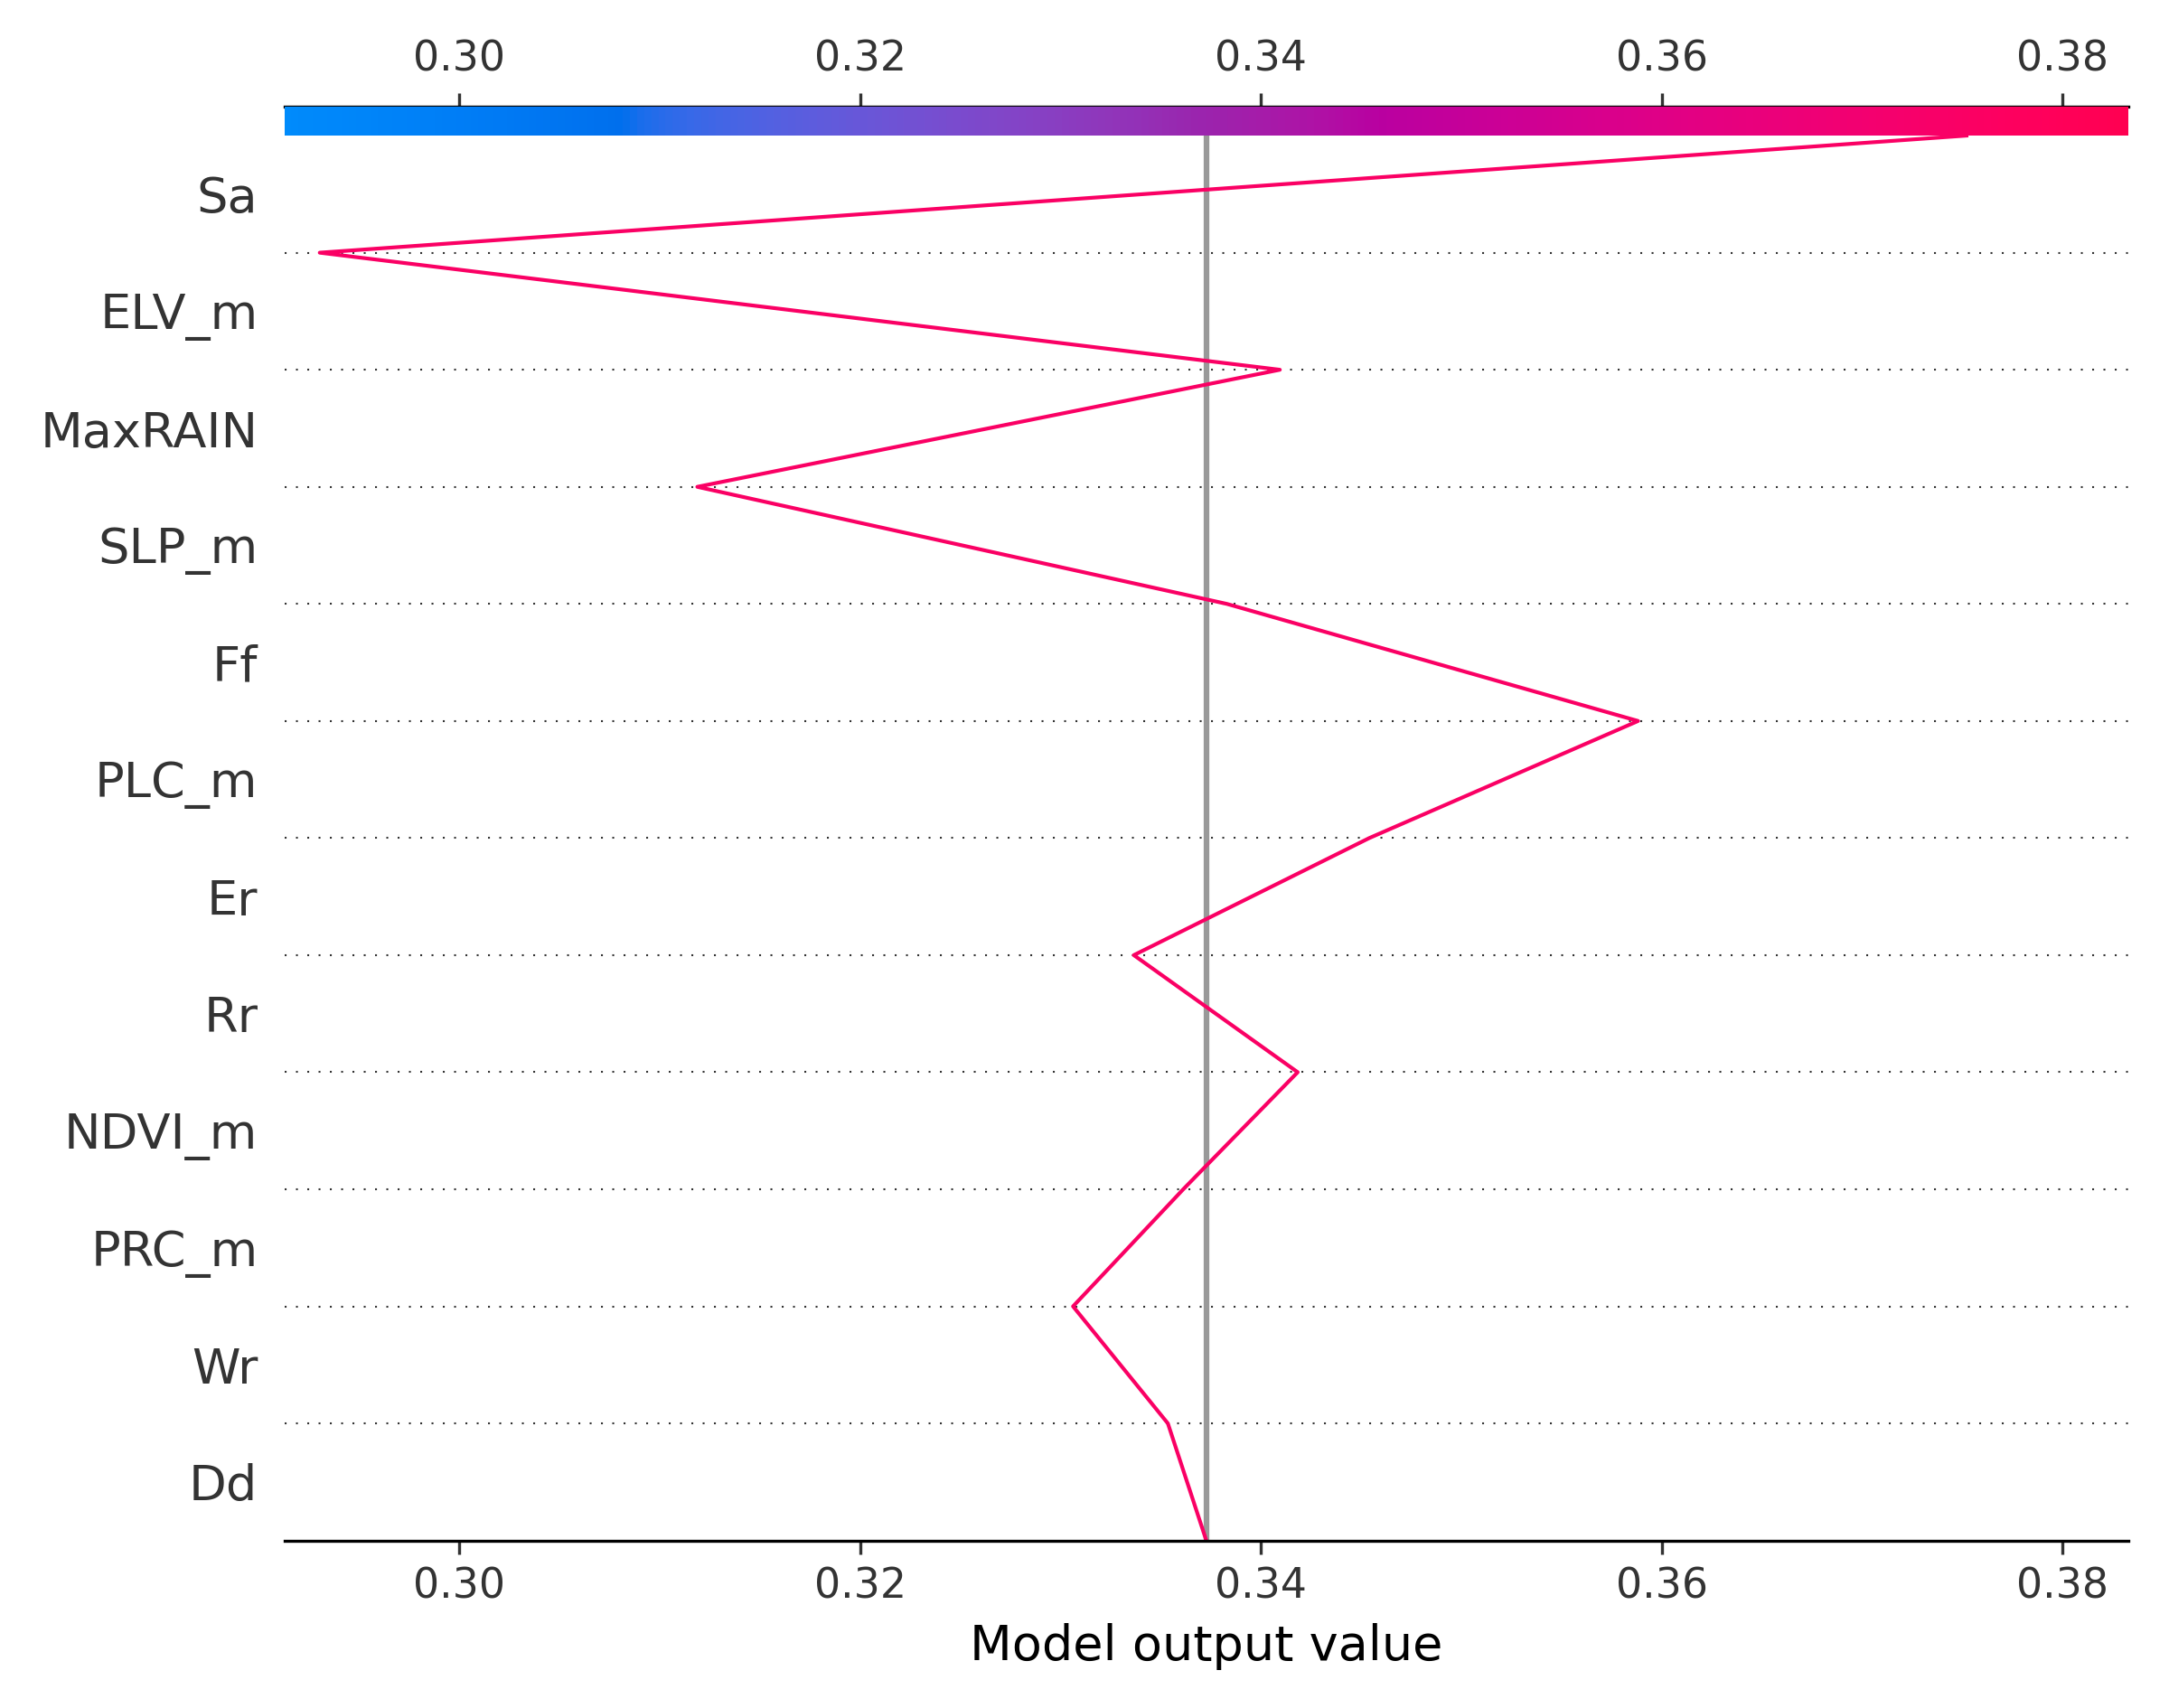 0.30 0.32 0.34 0.36 0.38
Sa
ELV_m
MaxRAIN
SLP_m
Ff
PLC_m
Er
Rr
NDVI_m
PRC_m
Wr
Dd
0.30 0.32 0.34 0.36 0.38
Model output value